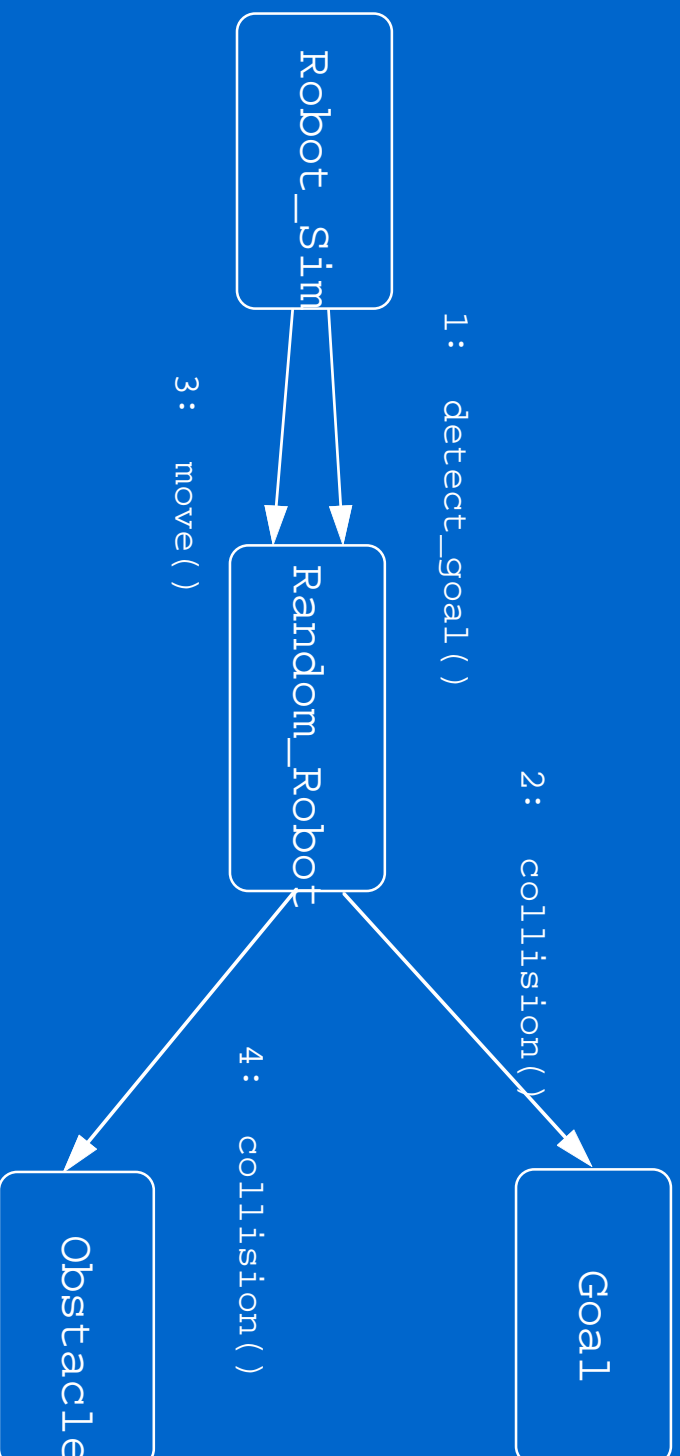 Robot_Sim
1: detect_goal()
3: move()
Random_Robot
2: collision()
4: collision()
Goal
Obstacle